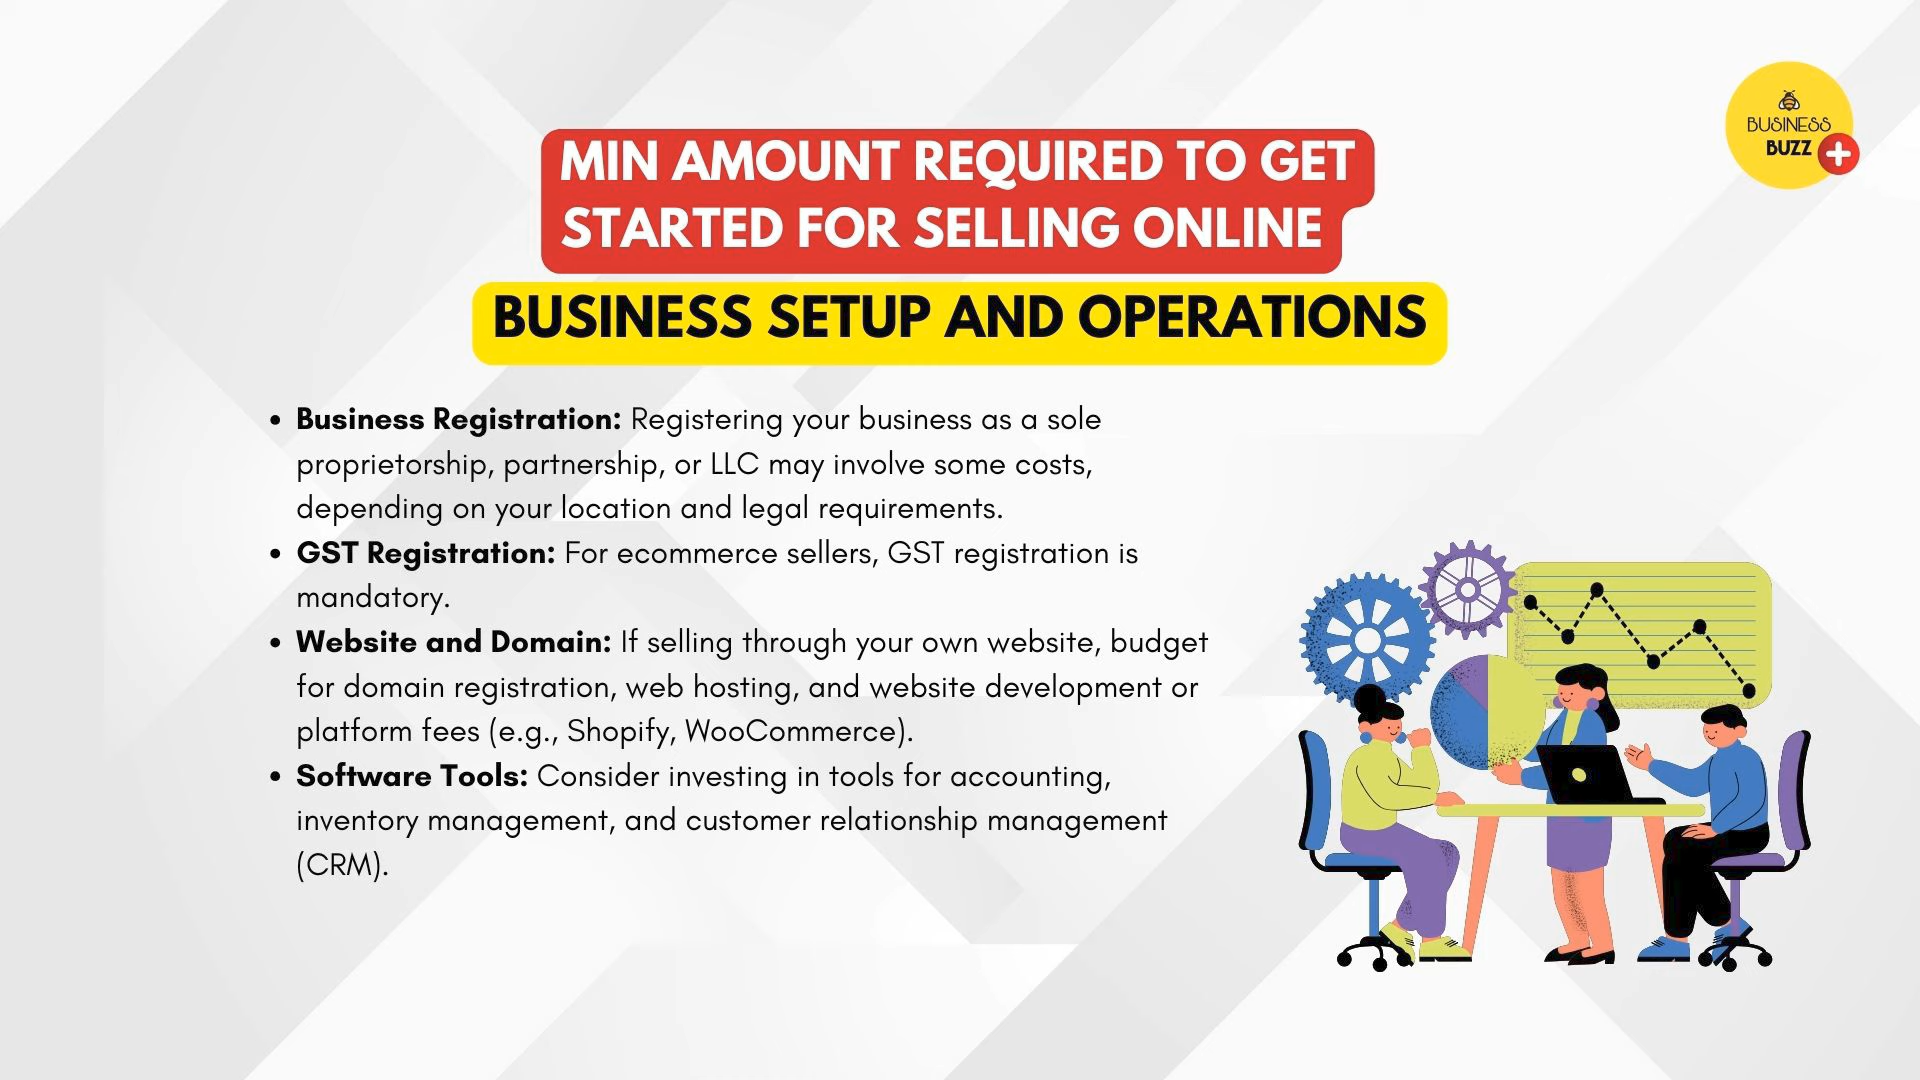 BUSINESS
BUZZ
MIN AMOUNT REQUIRED TO GET
STARTED FOR SELLING ONLINE
BUSINESS SETUP AND OPERATIONS
• Business Registration: Registering your business as a sole
proprietorship, partnership, or LLC may involve some costs,
depending on your location and legal requirements.
• GST Registration: For ecommerce sellers, GST registration is
mandatory.
• Website and Domain: If selling through your own website, budget
for domain registration, web hosting, and website development or
platform fees (e.g., Shopify, WooCommerce).
• Software Tools: Consider investing in tools for accounting,
inventory management, and customer relationship management
(CRM).